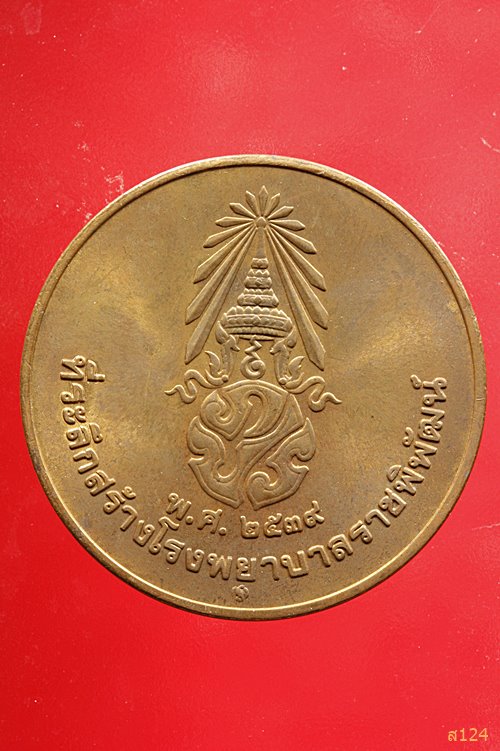 พ.ศ. ๒๕๓๙
ที่ระลึกสร้างโรงพยาบาลราชพิพัฒน์
ส124